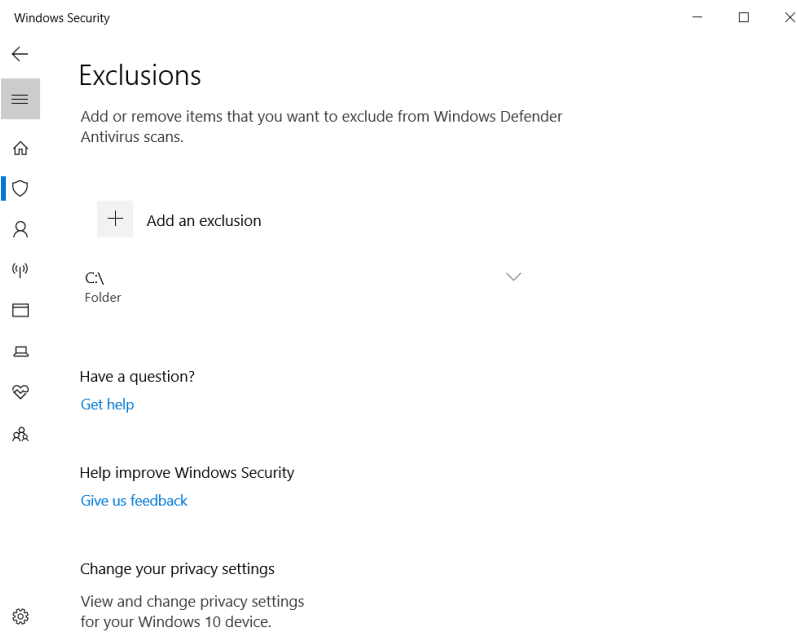 Windows Security
Exclusions
Add or remove items that you want to exclude from Windows Defender
Antivirus scans.
Add an exclusion
C:\
Folder
Have a question?
Get help
Help improve Windows Security
Give us feedback
Change your privacy settings
View and change privacy settings
for your Windows 10 device.